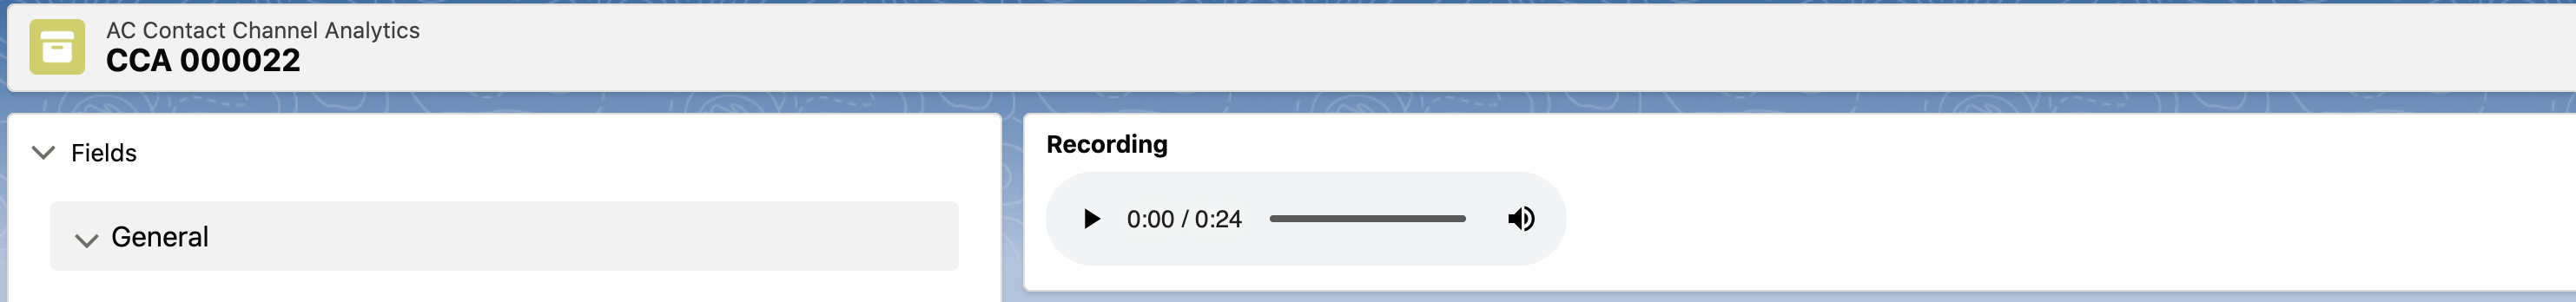 AC Contact Channel Analytics
CCA 000022
Fields
General
Recording
0:00 / 0:24